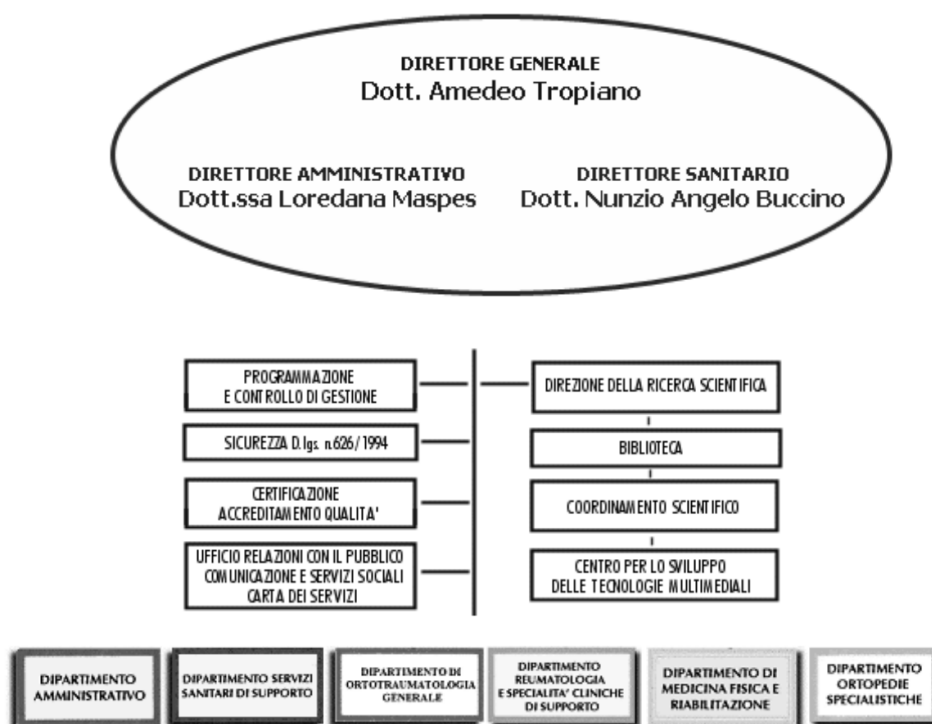 DIRETTORE GENERALE
Dott. Amedeo Tropiano
DIRETTORE AMMINISTRATIVO
Dott.ssa Loredana Maspes
DIRETTORE SANITARIO
Dott. Nunzio Angelo Buccino
PROGRAMMAZIONE
E CONTROLLO DI GESTIONE
SICUREZZA D. lgs. n.626/1994
CERTIFICAZIONE
ACCREDITAMENTO QUALITA'
UFFICIO RELAZIONI CON IL PUBBLICO
COMUNICAZIONE E SERVIZI SOCIALI
CARTA DEI SERVIZI
DIREZIONE DELLA RICERCA SCIENTIFICA
BIBLIOTECA
COORDINAMENTO SCIENTIFICO
CENTRO PER LO SVILUPPO
DELLE TECNOLOGIE MULTIMEDIALI
DIPARTIMENTO
AMMINISTRATIVO
DIPARTIMENTO SERVIZI
SANITARI DI SUPPORTO
DIPARTIMENTO DI
ORTOTRAUMATOLOGIA
GENERALE
DIPARTIMENTO
REUMATOLOGIA
E SPECIALITA' CLINICHE
DI SUPPORTO
DIPARTIMENTO DI
MEDICINA FISICA E
RIABILITAZIONE
DIPARTIMENTO
ORTOPEDIE
SPECIALISTICHE